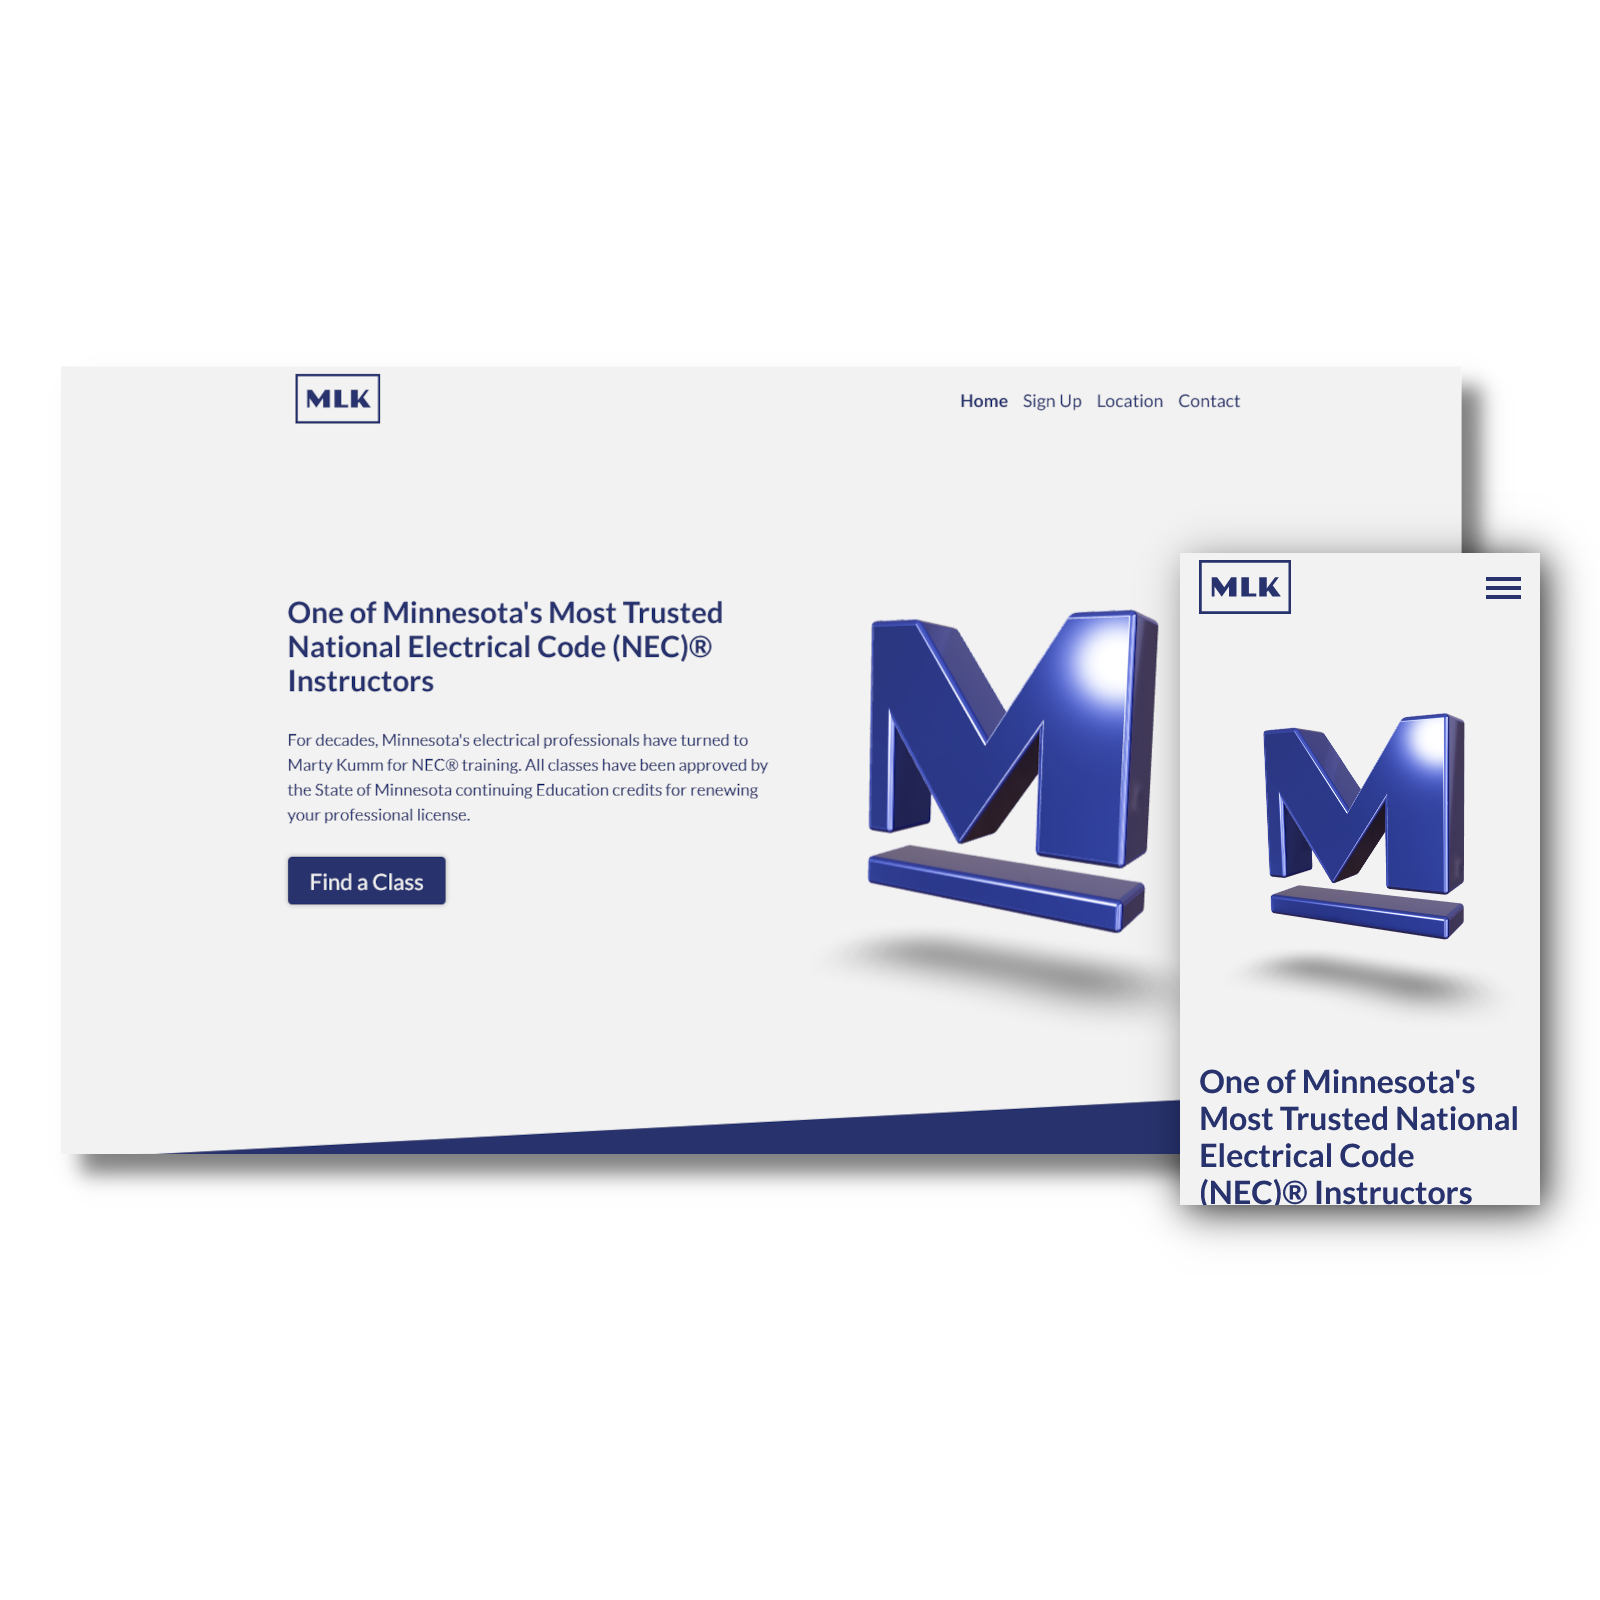 MLK
Home Sign Up Location Contact
One of Minnesota's Most Trusted
National Electrical Code (NEC)®
Instructors
For decades, Minnesota's electrical professionals have turned to
Marty Kumm for NEC® training. All classes have been approved by
the State of Minnesota continuing Education credits for renewing
your professional license.
Find a Class
M
MLK
M
One of Minnesota's
Most Trusted National
Electrical Code
(NEC)® Instructors